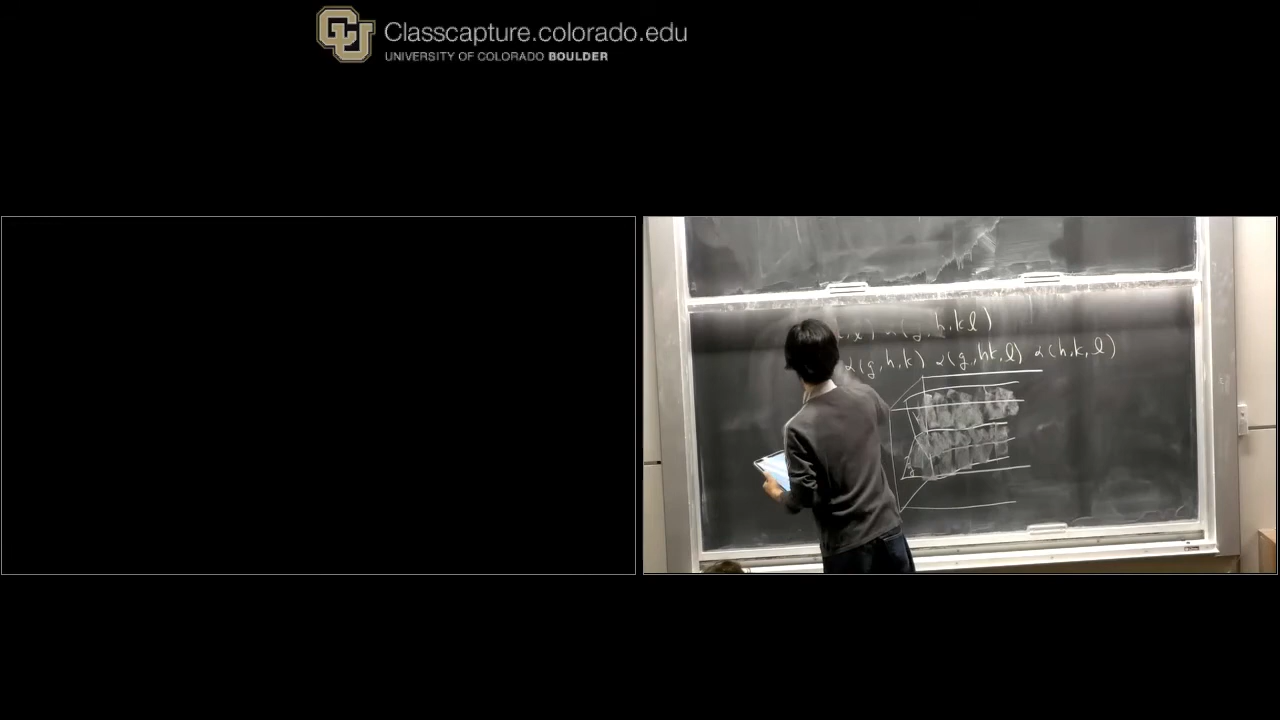 Classcapture.colorado.edu
UNIVERSITY OF COLORADO BOULDER
h, kl)
α(g,h,k) α(g,hk,l) α(h,k,l)